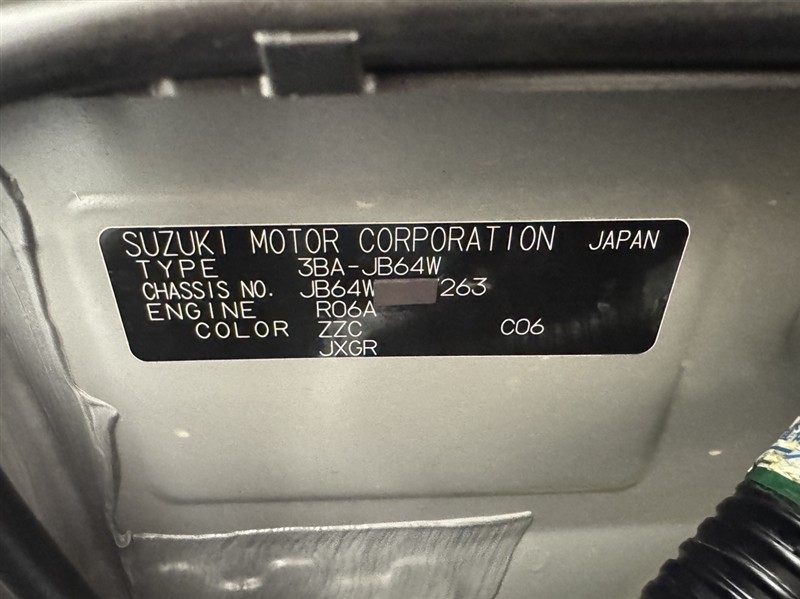 SUZUKI MOTOR CORPORATION JAPAN
TYPE 3BA-JB64W
CHASSIS NO. JB64W 263
ENGINE R06A
COLOR ZZC C06
JXGR